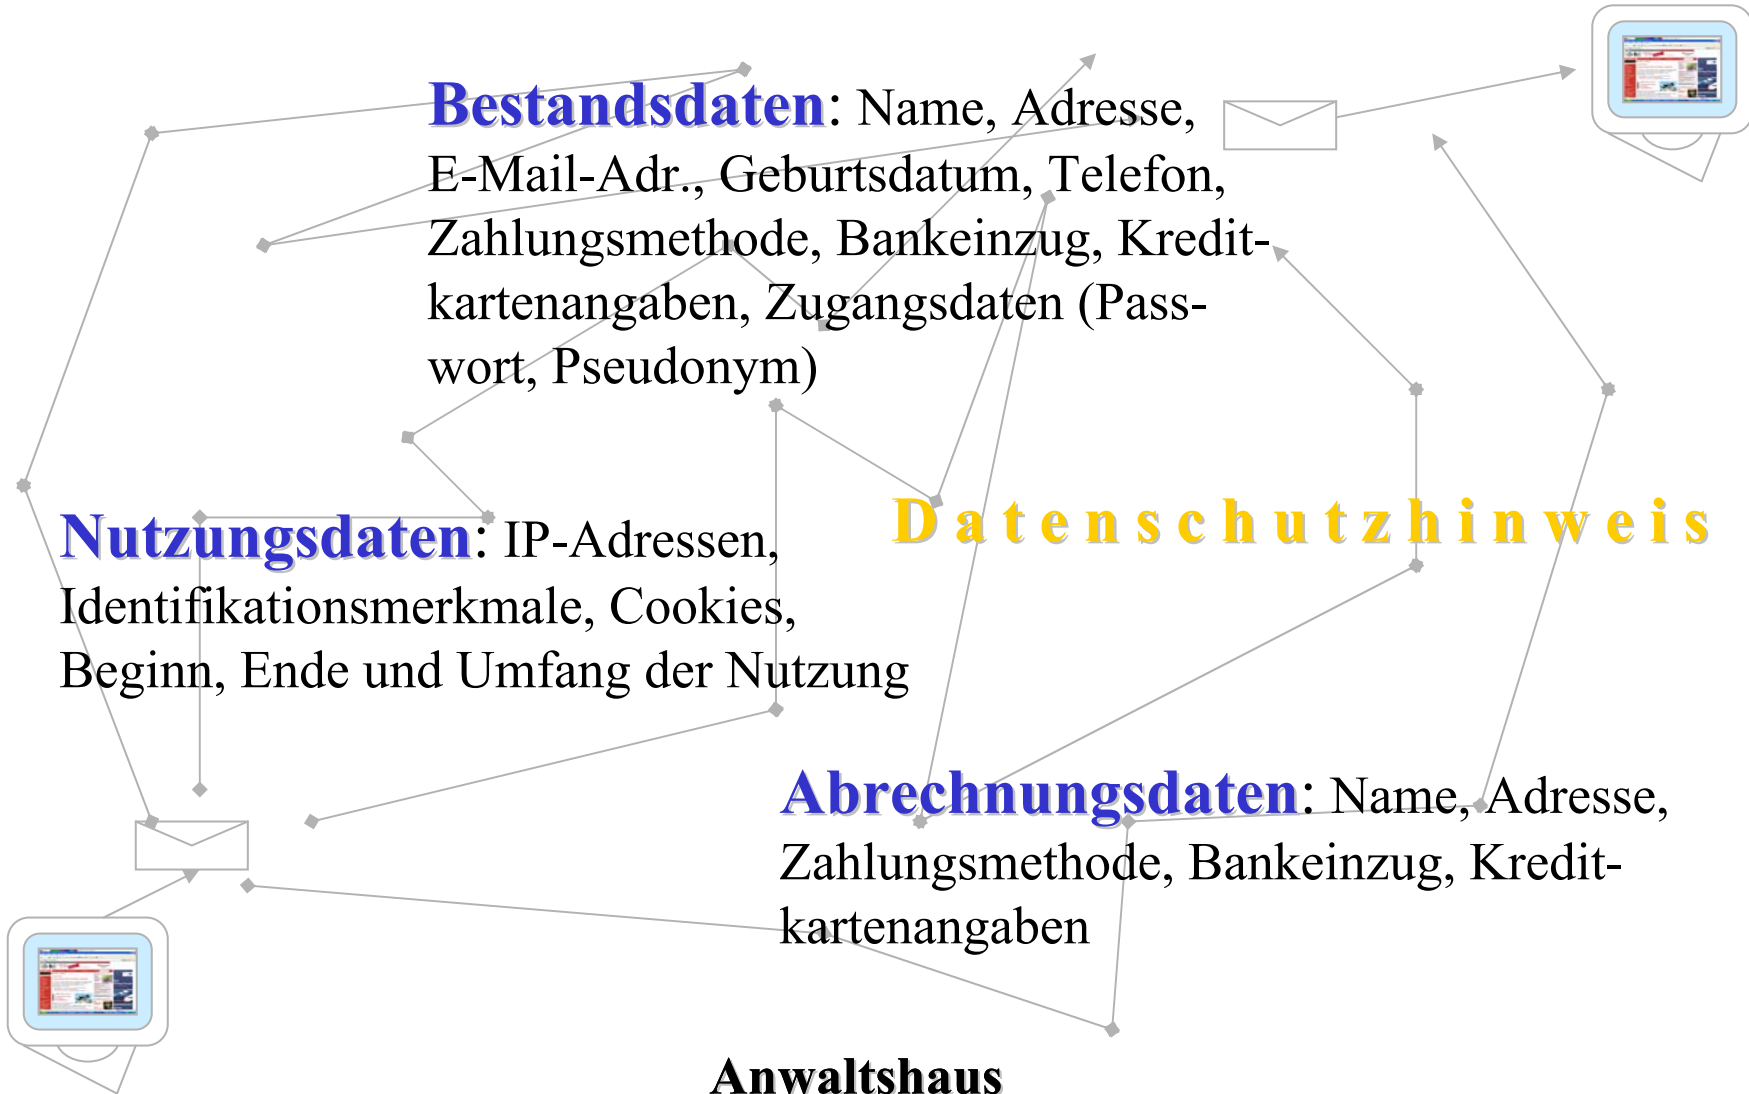 Bestandsdaten: Name, Adresse,
E-Mail-Adr., Geburtsdatum, Telefon,
Zahlungsmethode, Bankeinzug, Kredit-
kartenangaben, Zugangsdaten (Pass-
wort, Pseudonym)
Datenschutzhinweis
Nutzungsdaten: IP-Adressen,
Identifikationsmerkmale, Cookies,
Beginn, Ende und Umfang der Nutzung
Abrechnungsdaten: Name, Adresse,
Zahlungsmethode, Bankeinzug, Kredit-
kartenangaben
Anwaltshaus